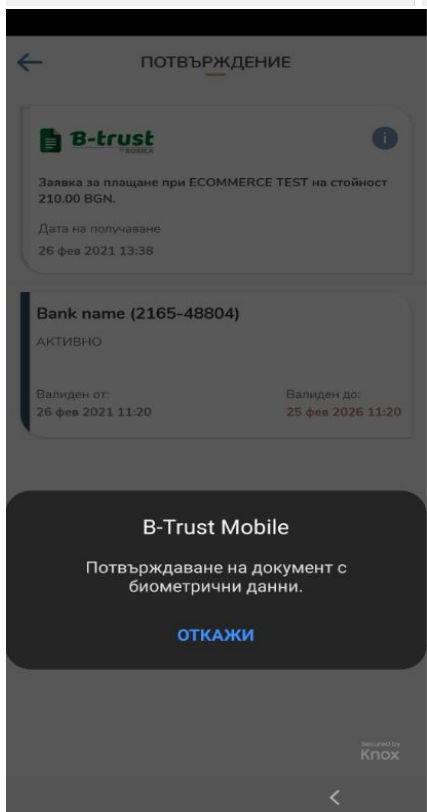 ПОТВЪРЖДЕНИЕ
B-trust
by BORICA
Заявка за плащане при ECOMMERCE TEST на стойност
210.00 BGN.
Дата на получаване
26 фев 2021 13:38
Bank name (2165-48804)
АКТИВНО
Валиден от:
Валиден до:
26 фев 2021 11:20
25 фев 2026 11:20
B-Trust Mobile
Потвърждаване на документ с
биометрични данни.
ОТКАЖИ
Secured by
Knox